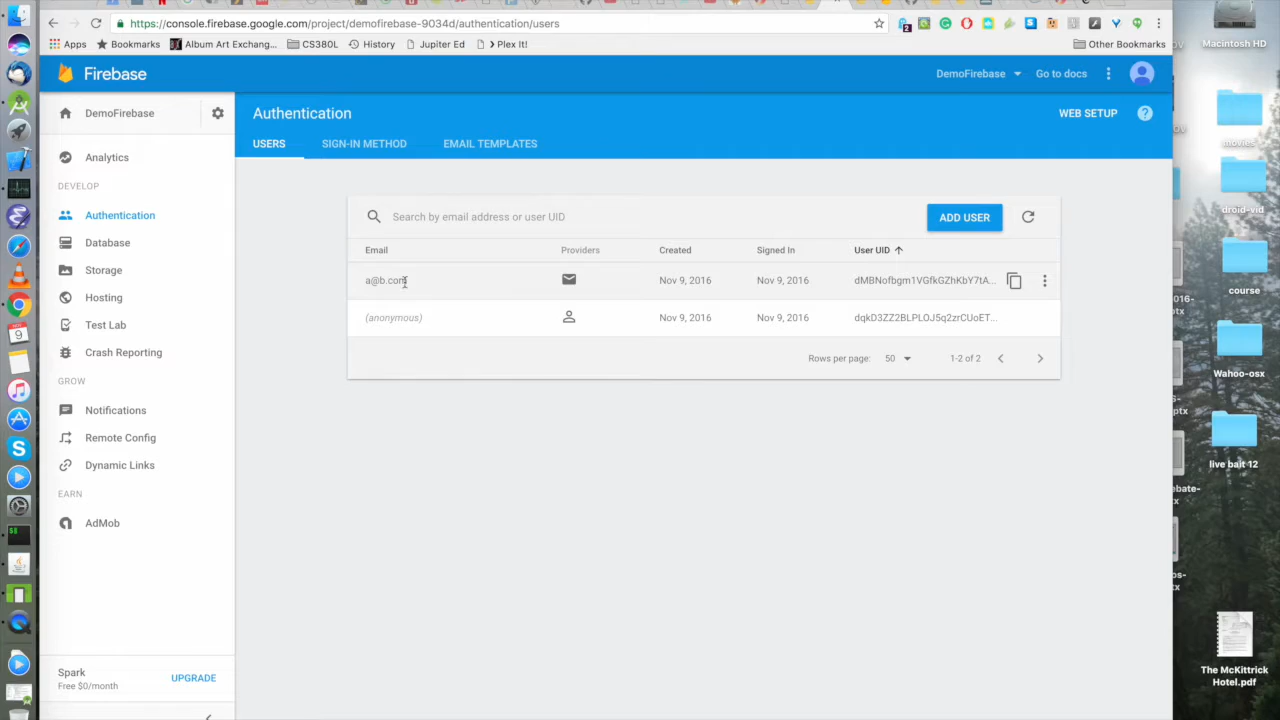 https://console.firebase.google.com/project/demofirebase-9034d/authentication/users
2
Apps
Bookmarks
Album Art Exchang...
CS380L
History
Jupiter Ed
Plex It!
Other Bookmarks
Firebase
DemoFirebase
Go to docs
DemoFirebase
Authentication
WEB SETUP
USERS
SIGN-IN METHOD
EMAIL TEMPLATES
Analytics
DEVELOP
Authentication
Database
Storage
Hosting
Test Lab
Crash Reporting
GROW
Notifications
Remote Config
Dynamic Links
EARN
AdMob
Spark
Free $0/month
UPGRADE
Search by email address or user UID
ADD USER
Email Providers Created Signed In User UID
a@b.com Nov 9, 2016 Nov 9, 2016 dMBNofbgm1VGfkGZhKbY7tA...
(anonymous) Nov 9, 2016 Nov 9, 2016 dqkD3ZZ2BLPLOJ5q2zrCUoET...
Rows per page: 50 1-2 of 2
Macintosh HD
movies
droid-vid
course
Wahoo-osx
live bait 12
The McKittrick
Hotel.pdf